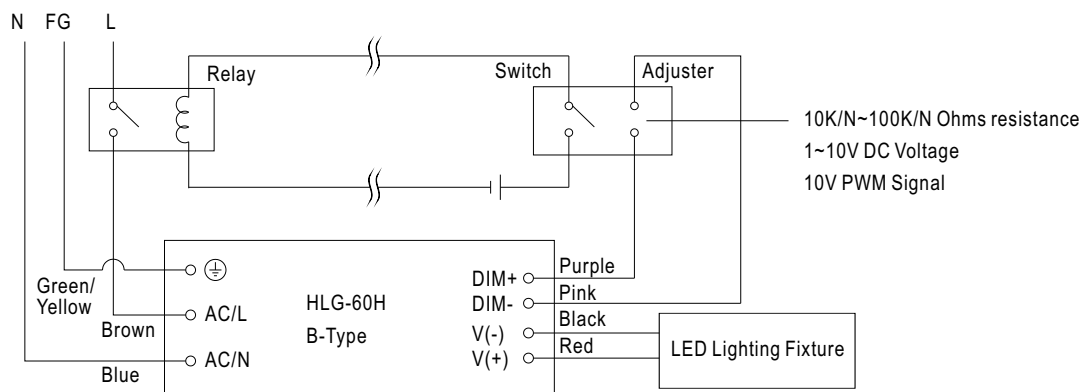 N FG L
Relay
Switch
Adjuster
10K/N~100K/N Ohms resistance
1~10V DC Voltage
10V PWM Signal
Green/
Yellow
Brown
Blue
AC/L
AC/N
HLG-60H
B-Type
DIM+
DIM-
V(-)
V(+)
Purple
Pink
Black
Red
LED Lighting Fixture